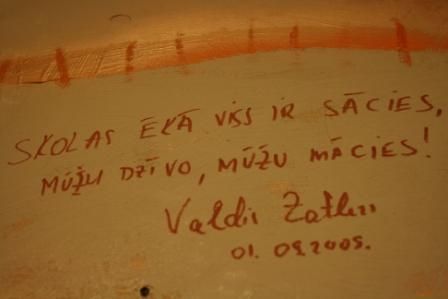 SKOLAS ĒKĀ VISS IR SĀCIES,
MŪŽU DZĪVO, MŪŽU MĀCIES!
Valdis Zatlers
01. 09. 2005.